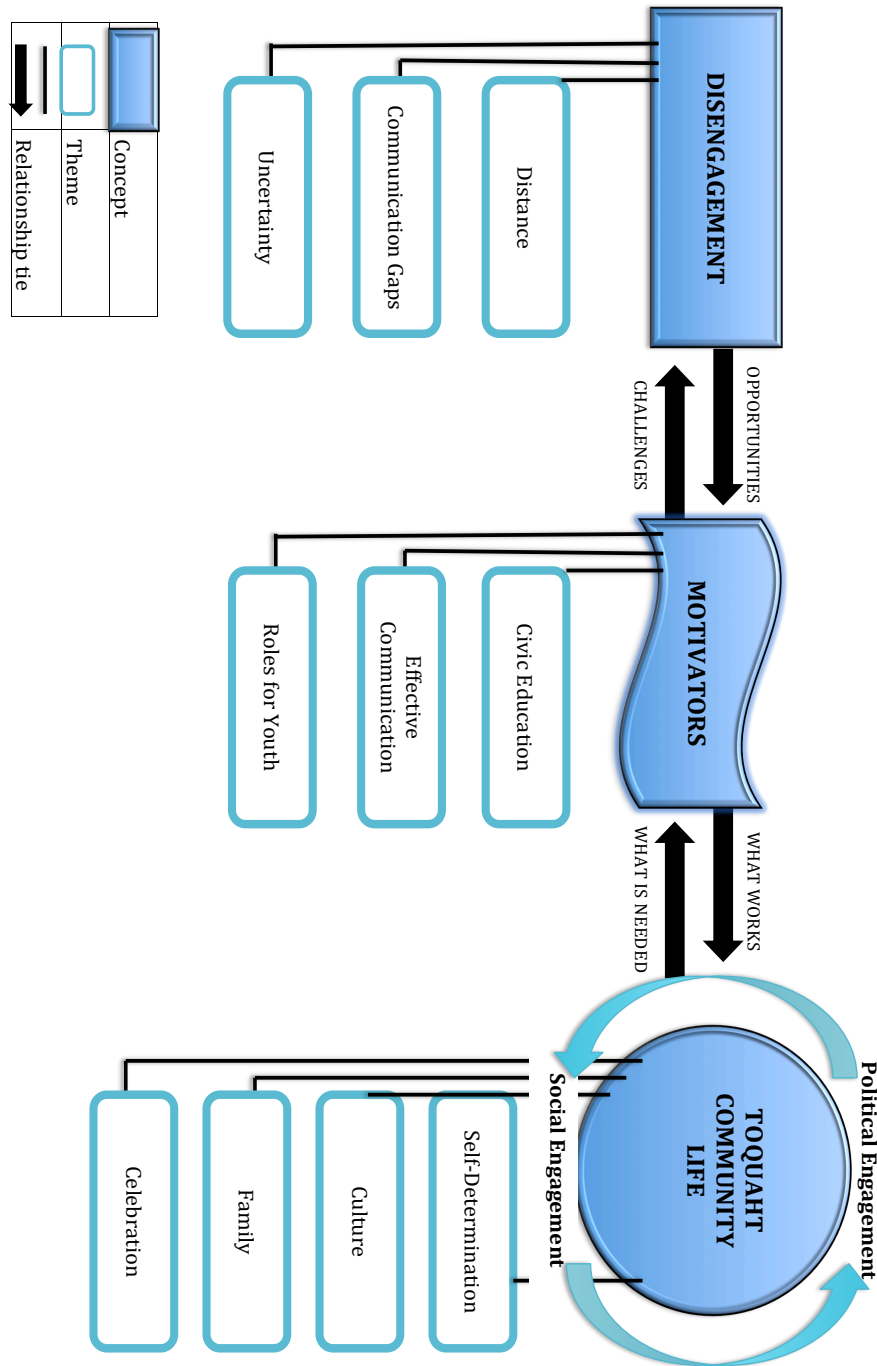 Political Engagement
DISENGAGEMENT
OPPORTUNITIES
CHALLENGES
MOTIVATORS
WHAT WORKS
WHAT IS NEEDED
TOQUAHT
COMMUNITY
LIFE
Social Engagement
Distance
Communication Gaps
Uncertainty
Civic Education
Effective
Communication
Roles for Youth
Self-Determination
Culture
Family
Celebration
Concept
Theme
Relationship tie